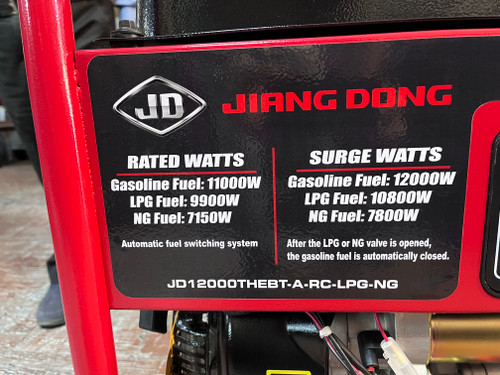 JD JIANG DONG
RATED WATTS
Gasoline Fuel: 11000W
LPG Fuel: 9900W
NG Fuel: 7150W
Automatic fuel switching system
SURGE WATTS
Gasoline Fuel: 12000W
LPG Fuel: 10800W
NG Fuel: 7800W
After the LPG or NG valve is opened,
the gasoline fuel is automatically closed.
JD12000THEBT-A-RC-LPG-NG